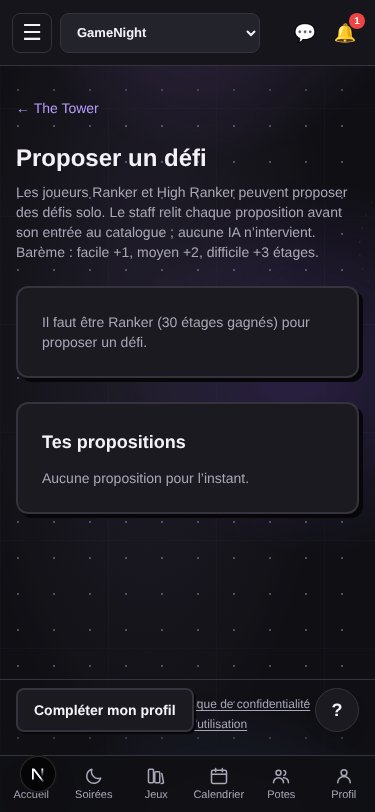 GameNight
1
← The Tower
Proposer un défi
Les joueurs Ranker et High Ranker peuvent proposer
des défis solo. Le staff relit chaque proposition avant
son entrée au catalogue ; aucune IA n’intervient.
Barème : facile +1, moyen +2, difficile +3 étages.
Il faut être Ranker (30 étages gagnés) pour
proposer un défi.
Tes propositions
Aucune proposition pour l’instant.
Compléter mon profil
de confidentialité
utilisation
?
N
Accueil
Soirées
Jeux
Calendrier
Potes
Profil